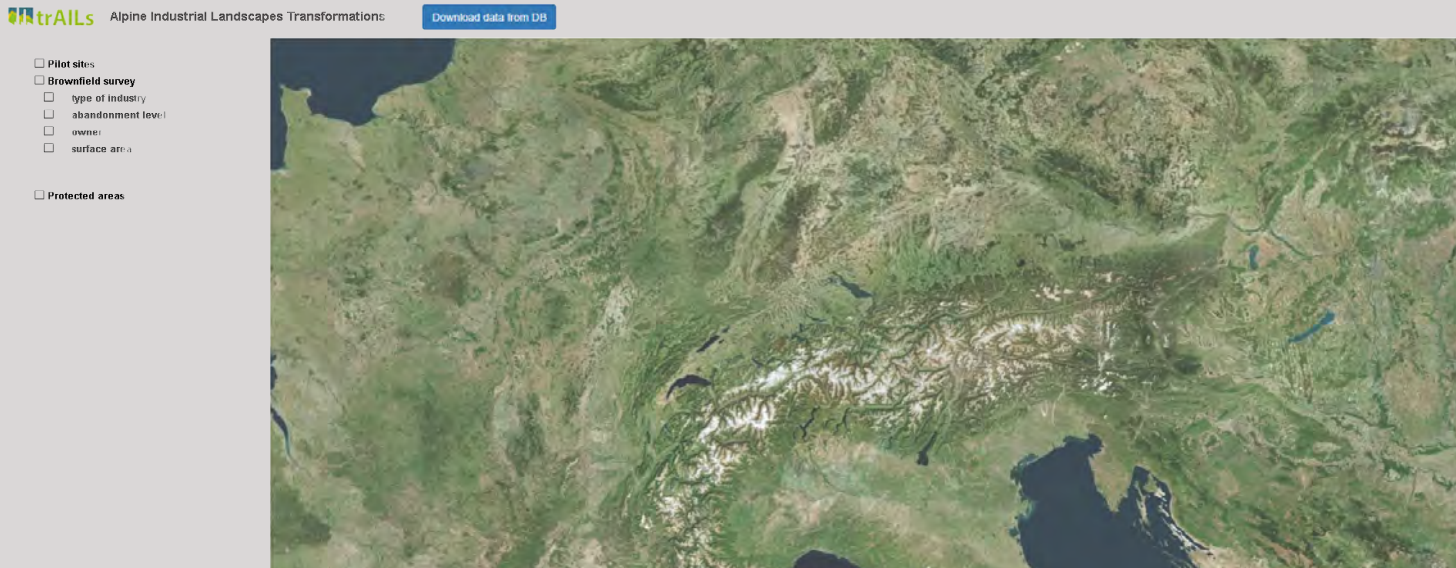 trAILs Alpine Industrial Landscapes Transformations Download data from DB
Pilot sites
Brownfield survey
type of industry
abandonment level
owner
surface area
Protected areas